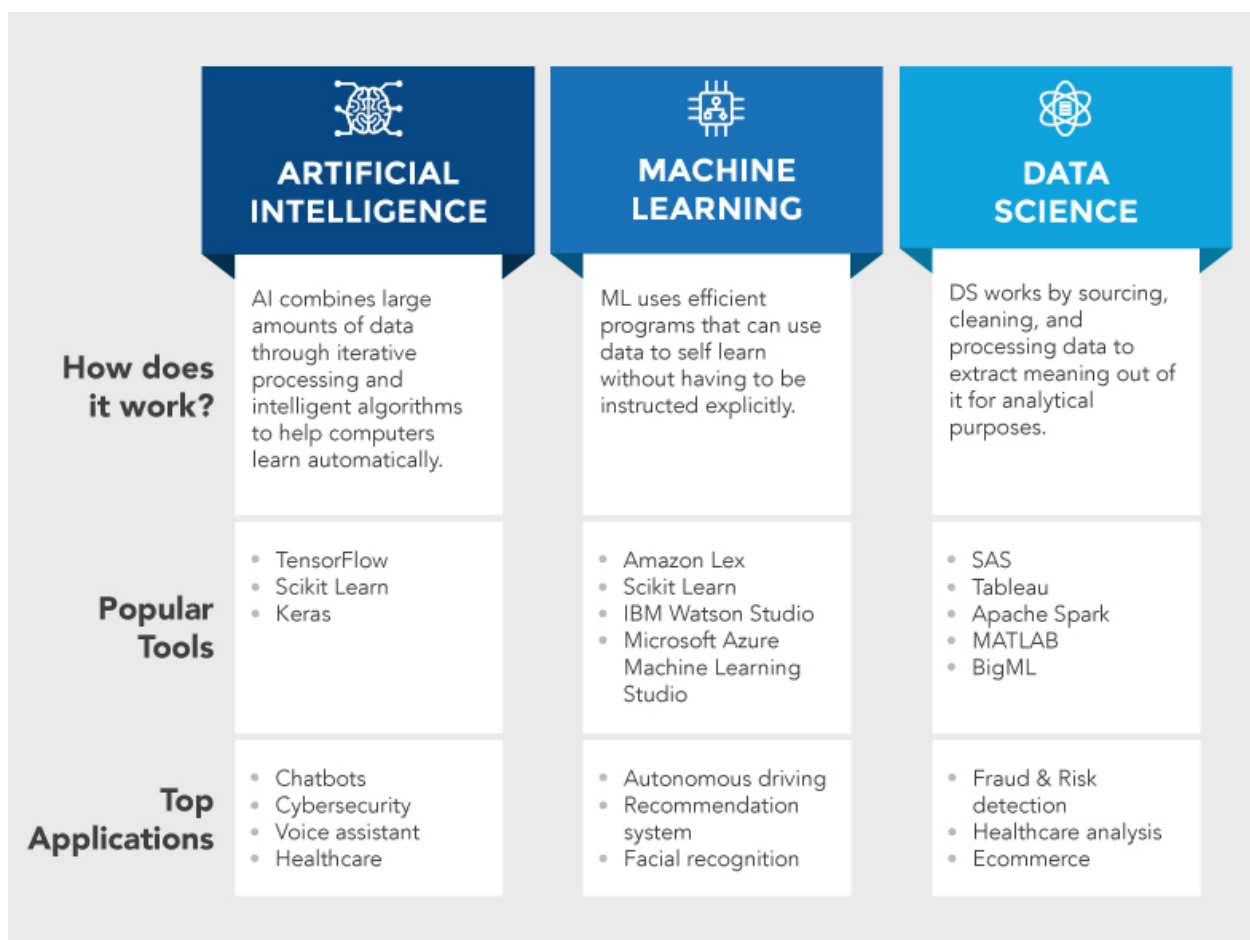 ARTIFICIAL
INTELLIGENCE
MACHINE
LEARNING
DATA
SCIENCE
How does
it work?
AI combines large
amounts of data
through iterative
processing and
intelligent algorithms
to help computers
learn automatically.
ML uses efficient
programs that can use
data to self learn
without having to be
instructed explicitly.
DS works by sourcing,
cleaning, and
processing data to
extract meaning out of
it for analytical
purposes.
Popular
Tools
• TensorFlow
• Scikit Learn
• Keras
• Amazon Lex
• Scikit Learn
• IBM Watson Studio
• Microsoft Azure
Machine Learning
Studio
• SAS
• Tableau
• Apache Spark
• MATLAB
• BigML
Top
Applications
• Chatbots
• Cybersecurity
• Voice assistant
• Healthcare
• Autonomous driving
• Recommendation
system
• Facial recognition
• Fraud & Risk
detection
• Healthcare analysis
• Ecommerce